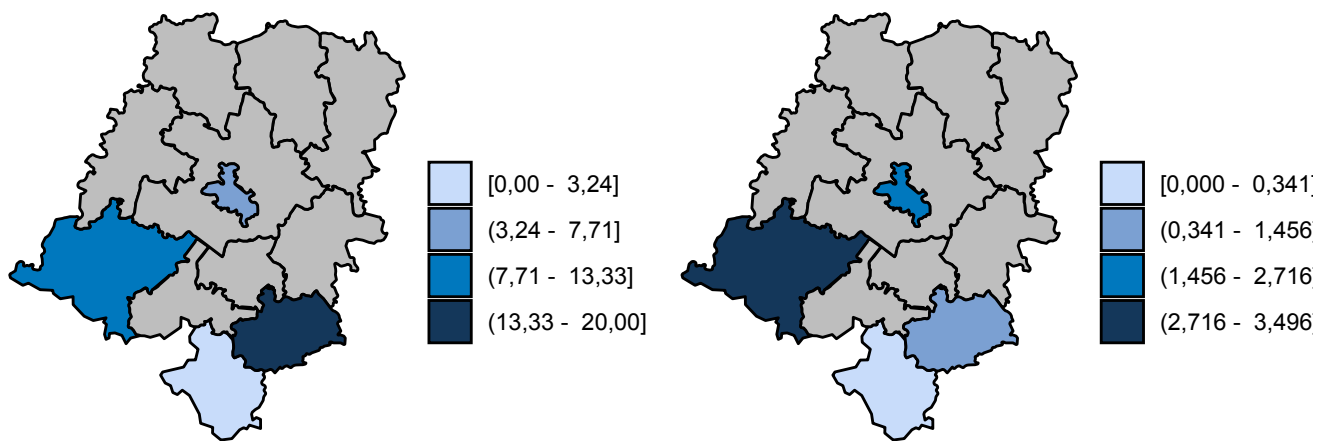 [0,00 - 3,24]
(3,24 - 7,71]
(7,71 - 13,33]
(13,33 - 20,00]
[0,000 - 0,341]
(0,341 - 1,456]
(1,456 - 2,716]
(2,716 - 3,496]